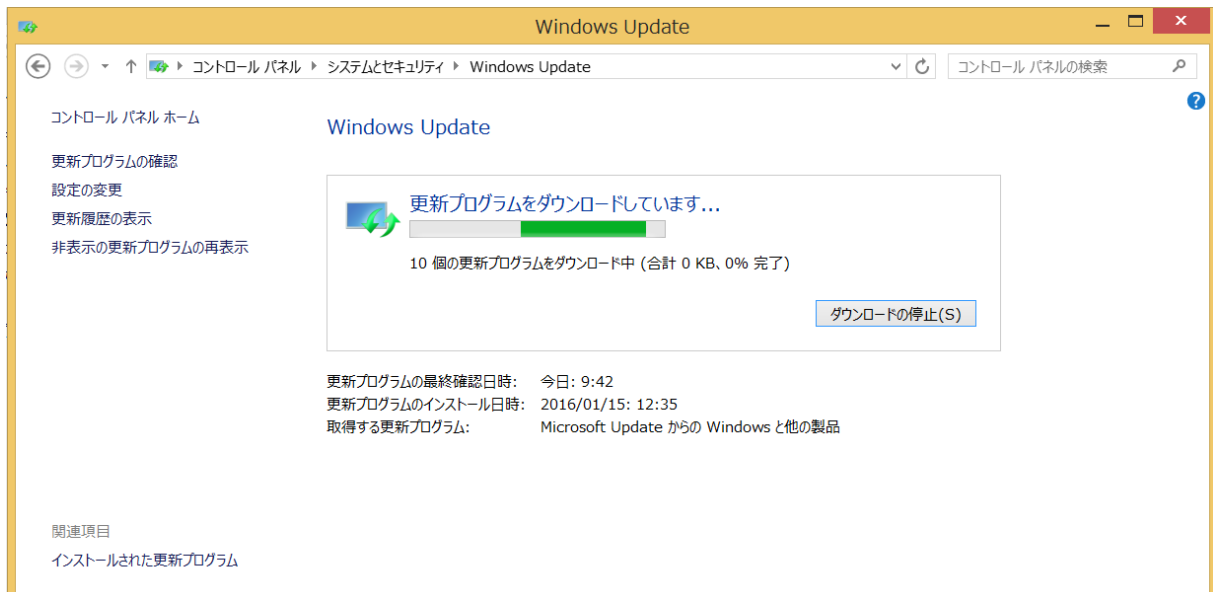 Windows Update
コントロール パネル システムとセキュリティ Windows Update
コントロール パネルの検索
コントロール パネル ホーム
更新プログラムの確認
設定の変更
更新履歴の表示
非表示の更新プログラムの再表示
Windows Update
更新プログラムをダウンロードしています...
10 個の更新プログラムをダウンロード中 (合計 0 KB、0% 完了)
ダウンロードの停止(S)
更新プログラムの最終確認日時: 今日: 9:42
更新プログラムのインストール日時: 2016/01/15: 12:35
取得する更新プログラム: Microsoft Update からの Windows と他の製品
関連項目
インストールされた更新プログラム